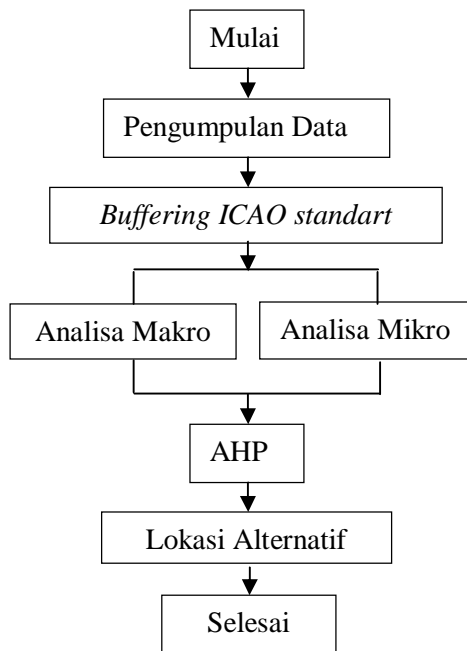 Mulai
Pengumpulan Data
Buffering ICAO standart
Analisa Makro
Analisa Mikro
AHP
Lokasi Alternatif
Selesai